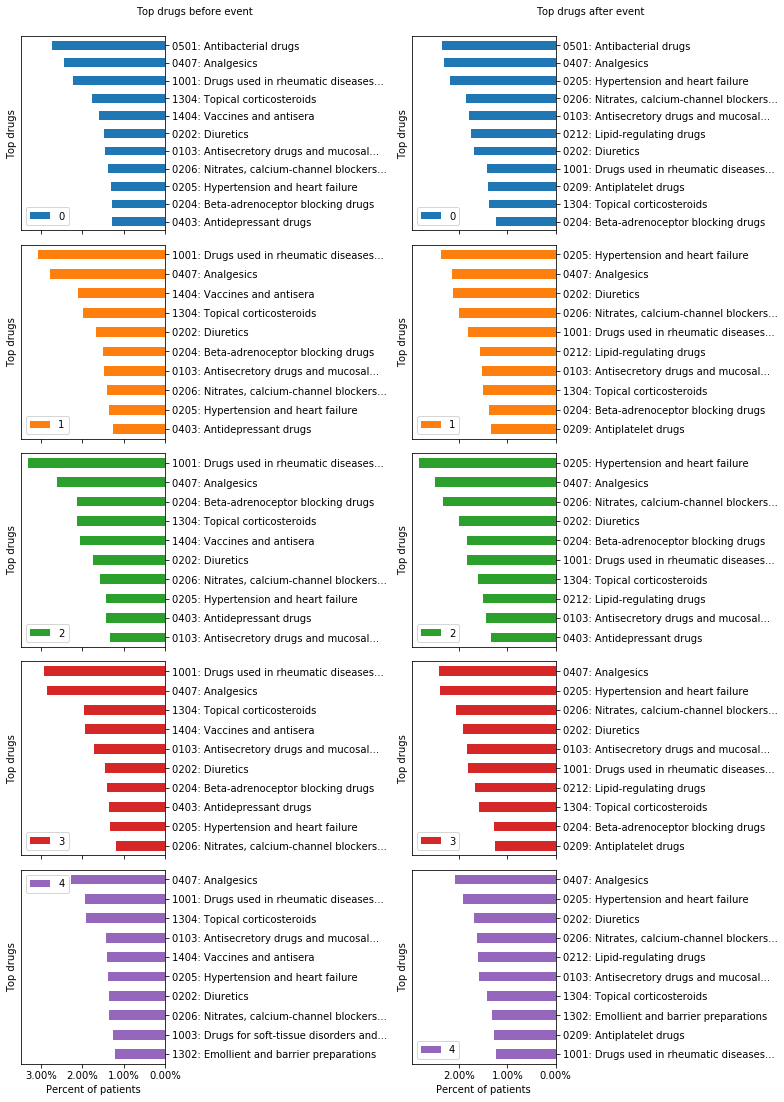 Top drugs before event
0501: Antibacterial drugs
0407: Analgesics
1001: Drugs used in rheumatic diseases...
1304: Topical corticosteroids
1404: Vaccines and antisera
0202: Diuretics
0103: Antisecretory drugs and mucosal...
0206: Nitrates, calcium-channel blockers...
0205: Hypertension and heart failure
0204: Beta-adrenoceptor blocking drugs
0403: Antidepressant drugs
Top drugs
0
1001: Drugs used in rheumatic diseases...
0407: Analgesics
1404: Vaccines and antisera
1304: Topical corticosteroids
0202: Diuretics
0204: Beta-adrenoceptor blocking drugs
0103: Antisecretory drugs and mucosal...
0206: Nitrates, calcium-channel blockers...
0205: Hypertension and heart failure
0403: Antidepressant drugs
Top drugs
1
1001: Drugs used in rheumatic diseases...
0407: Analgesics
0204: Beta-adrenoceptor blocking drugs
1304: Topical corticosteroids
1404: Vaccines and antisera
0202: Diuretics
0206: Nitrates, calcium-channel blockers...
0205: Hypertension and heart failure
0403: Antidepressant drugs
0103: Antisecretory drugs and mucosal...
Top drugs
2
1001: Drugs used in rheumatic diseases...
0407: Analgesics
1304: Topical corticosteroids
1404: Vaccines and antisera
0103: Antisecretory drugs and mucosal...
0202: Diuretics
0204: Beta-adrenoceptor blocking drugs
0403: Antidepressant drugs
0205: Hypertension and heart failure
0206: Nitrates, calcium-channel blockers...
Top drugs
3
4
0407: Analgesics
1001: Drugs used in rheumatic diseases...
1304: Topical corticosteroids
0103: Antisecretory drugs and mucosal...
1404: Vaccines and antisera
0205: Hypertension and heart failure
0202: Diuretics
0206: Nitrates, calcium-channel blockers...
1003: Drugs for soft-tissue disorders and...
1302: Emollient and barrier preparations
Top drugs
3.00% 2.00% 1.00% 0.00%
Percent of patients
Top drugs after event
0501: Antibacterial drugs
0407: Analgesics
0205: Hypertension and heart failure
0206: Nitrates, calcium-channel blockers...
0103: Antisecretory drugs and mucosal...
0212: Lipid-regulating drugs
0202: Diuretics
1001: Drugs used in rheumatic diseases...
0209: Antiplatelet drugs
1304: Topical corticosteroids
0204: Beta-adrenoceptor blocking drugs
Top drugs
0
0205: Hypertension and heart failure
0407: Analgesics
0202: Diuretics
0206: Nitrates, calcium-channel blockers...
1001: Drugs used in rheumatic diseases...
0212: Lipid-regulating drugs
0103: Antisecretory drugs and mucosal...
1304: Topical corticosteroids
0204: Beta-adrenoceptor blocking drugs
0209: Antiplatelet drugs
Top drugs
1
0205: Hypertension and heart failure
0407: Analgesics
0206: Nitrates, calcium-channel blockers...
0202: Diuretics
0204: Beta-adrenoceptor blocking drugs
1001: Drugs used in rheumatic diseases...
1304: Topical corticosteroids
0212: Lipid-regulating drugs
0103: Antisecretory drugs and mucosal...
0403: Antidepressant drugs
Top drugs
2
0407: Analgesics
0205: Hypertension and heart failure
0206: Nitrates, calcium-channel blockers...
0202: Diuretics
0103: Antisecretory drugs and mucosal...
1001: Drugs used in rheumatic diseases...
0212: Lipid-regulating drugs
1304: Topical corticosteroids
0204: Beta-adrenoceptor blocking drugs
0209: Antiplatelet drugs
Top drugs
3
0407: Analgesics
0205: Hypertension and heart failure
0202: Diuretics
0206: Nitrates, calcium-channel blockers...
0212: Lipid-regulating drugs
0103: Antisecretory drugs and mucosal...
1304: Topical corticosteroids
1302: Emollient and barrier preparations
0209: Antiplatelet drugs
1001: Drugs used in rheumatic diseases...
Top drugs
4
2.00% 1.00% 0.00%
Percent of patients